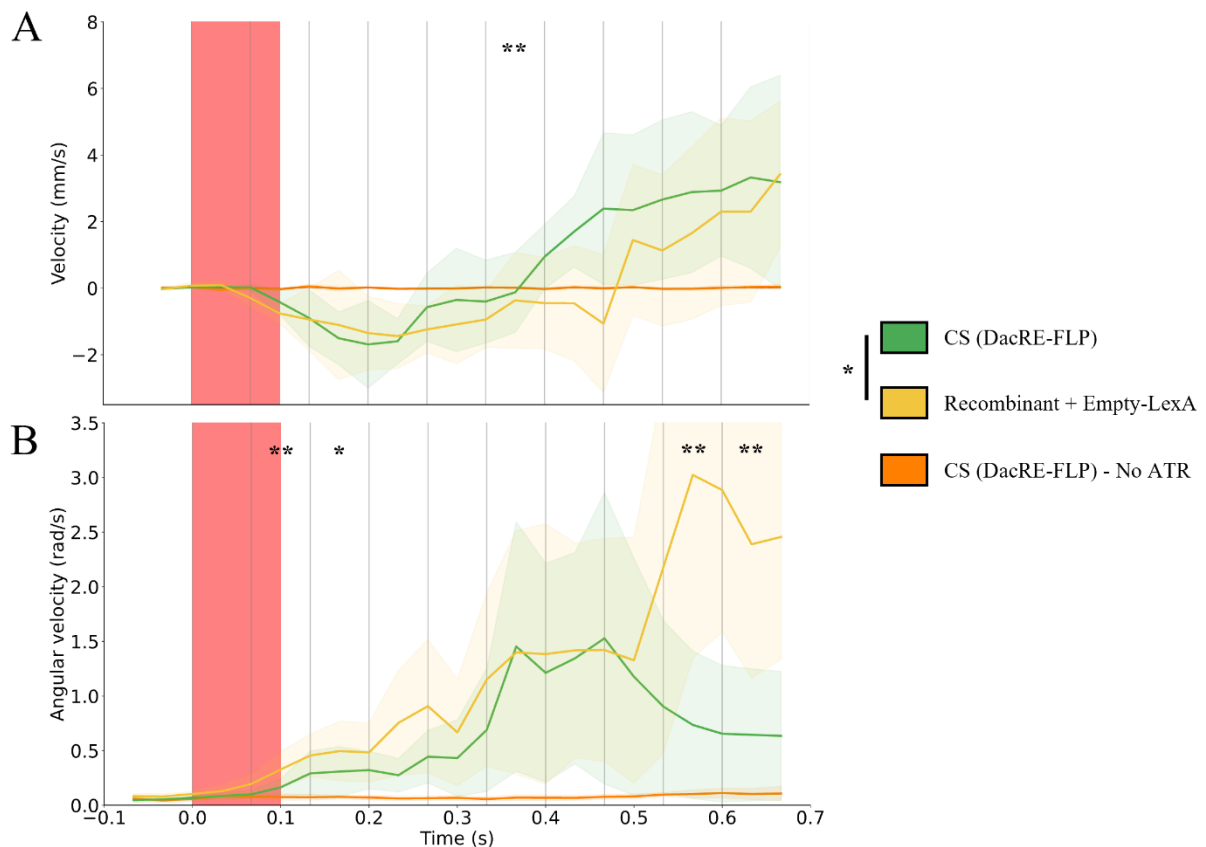 A
8
6
4
2
0
−2
Velocity (mm/s)
**
B
3.5
3.0
2.5
2.0
1.5
1.0
0.5
0.0
Angular velocity (rad/s)
** * ** **
−0.1 0.0 0.1 0.2 0.3 0.4 0.5 0.6 0.7
Time (s)
*
CS (DacRE-FLP)
Recombinant + Empty-LexA
CS (DacRE-FLP) - No ATR